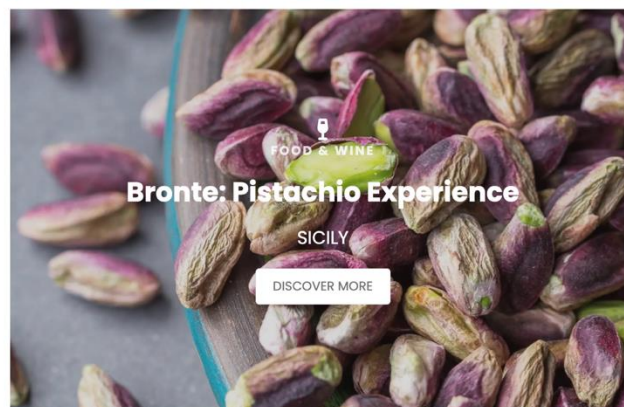 FOOD & WINE
Bronte: Pistachio Experience
SICILY
DISCOVER MORE